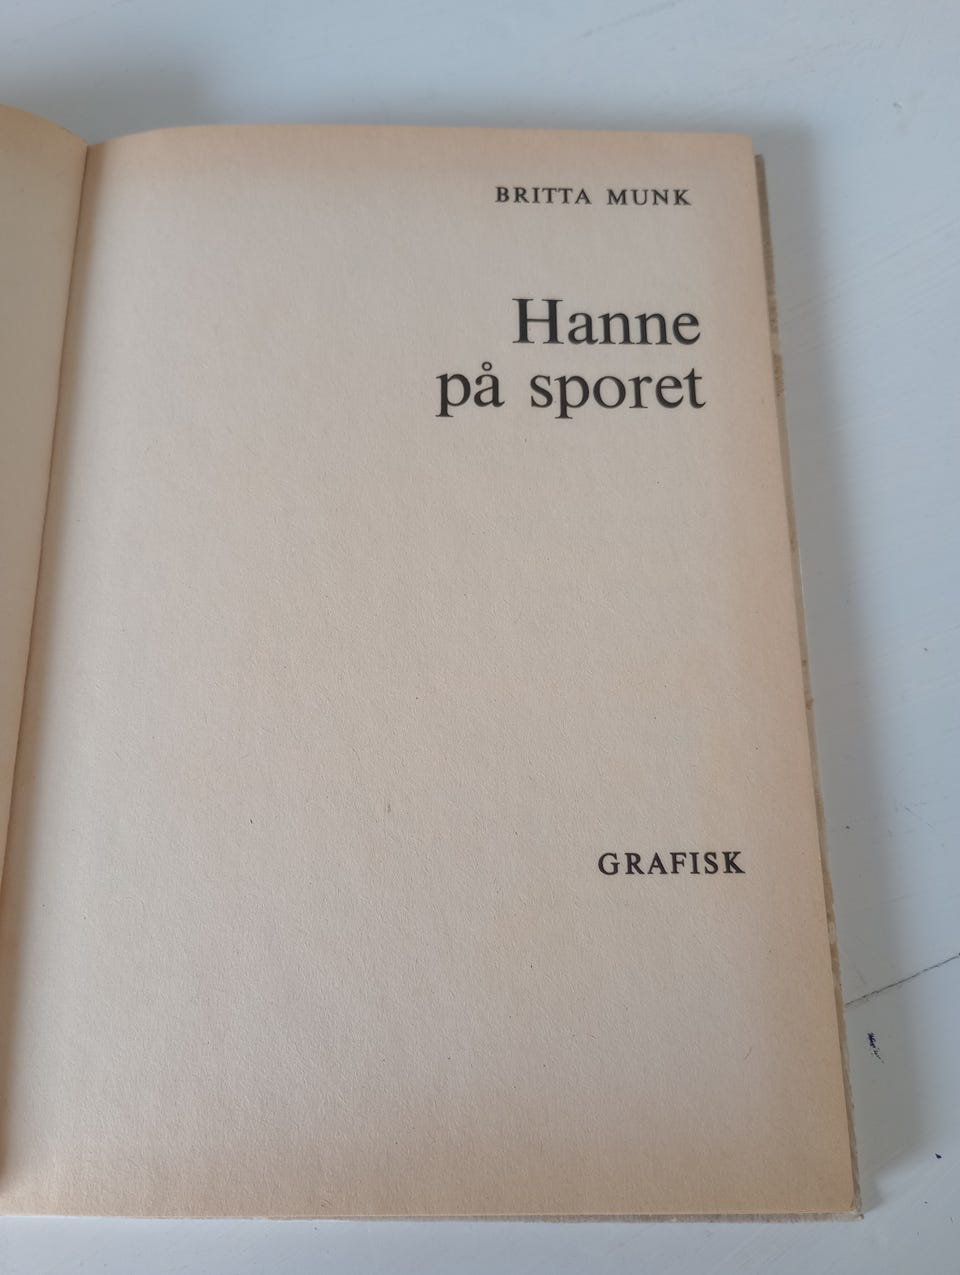 BRITTA MUNK
Hanne
på sporet
GRAFISK